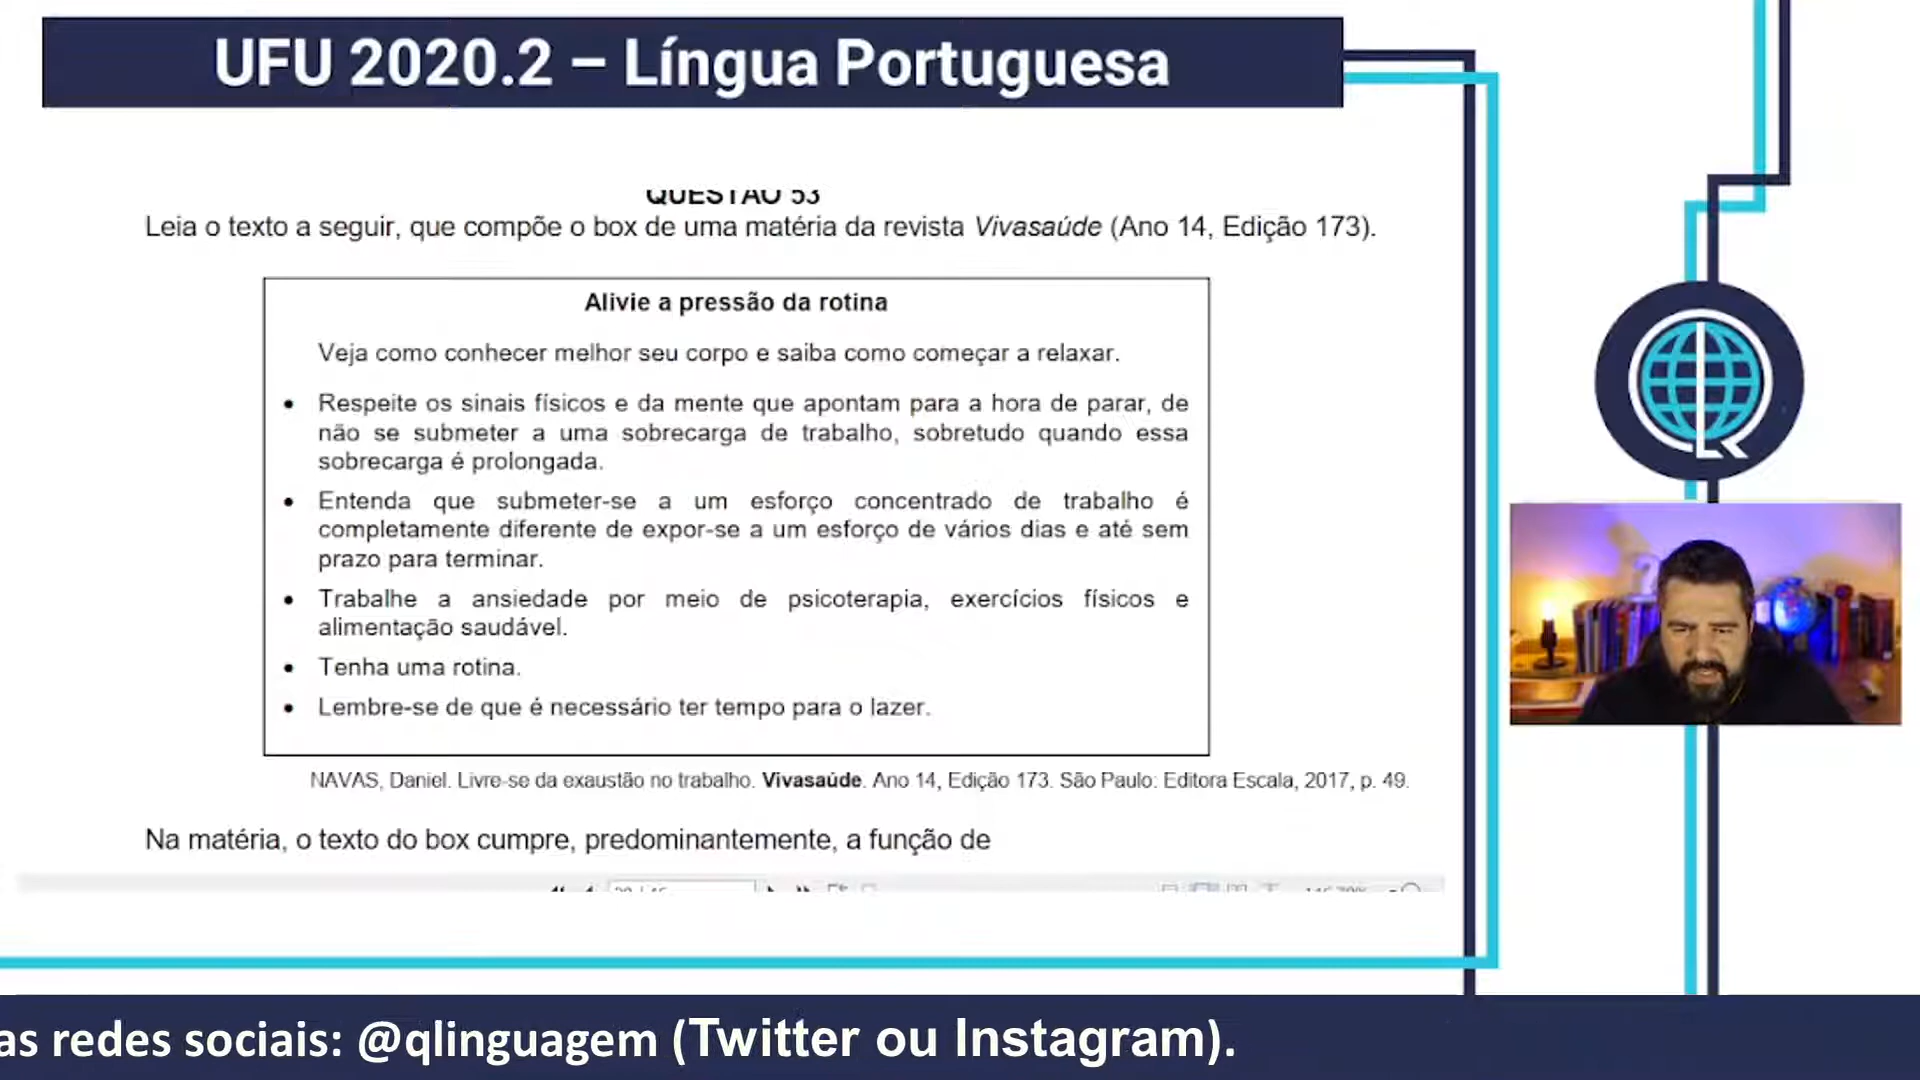 UFU 2020.2 – Língua Portuguesa
QUESTÃO 53
Leia o texto a seguir, que compõe o box de uma matéria da revista Vivasaúde (Ano 14, Edição 173).
Alivie a pressão da rotina
Veja como conhecer melhor seu corpo e saiba como começar a relaxar.
• Respeite os sinais físicos e da mente que apontam para a hora de parar, de
não se submeter a uma sobrecarga de trabalho, sobretudo quando essa
sobrecarga é prolongada.
• Entenda que submeter-se a um esforço concentrado de trabalho é
completamente diferente de expor-se a um esforço de vários dias e até sem
prazo para terminar.
• Trabalhe a ansiedade por meio de psicoterapia, exercícios físicos e
alimentação saudável.
• Tenha uma rotina.
• Lembre-se de que é necessário ter tempo para o lazer.
NAVAS, Daniel. Livre-se da exaustão no trabalho. Vivasaúde. Ano 14, Edição 173. São Paulo: Editora Escala, 2017, p. 49.
Na matéria, o texto do box cumpre, predominantemente, a função de
as redes sociais: @qlinguagem (Twitter ou Instagram).